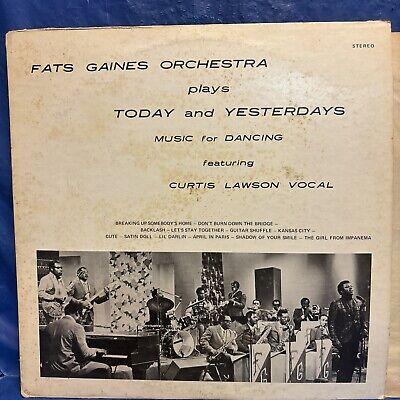 STEREO
FATS GAINES ORCHESTRA
plays
TODAY and YESTERDAYS
MUSIC for DANCING
featuring
CURTIS LAWSON VOCAL
BREAKING UP SOMEBODY'S HOME – DON'T BURN DOWN THE BRIDGE –
BACKLASH – LET'S STAY TOGETHER – GUITAR SHUFFLE – KANSAS CITY –
CUTE – SATIN DOLL – LIL DARLIN – APRIL IN PARIS – SHADOW OF YOUR SMILE – THE GIRL FROM IMPANEMA